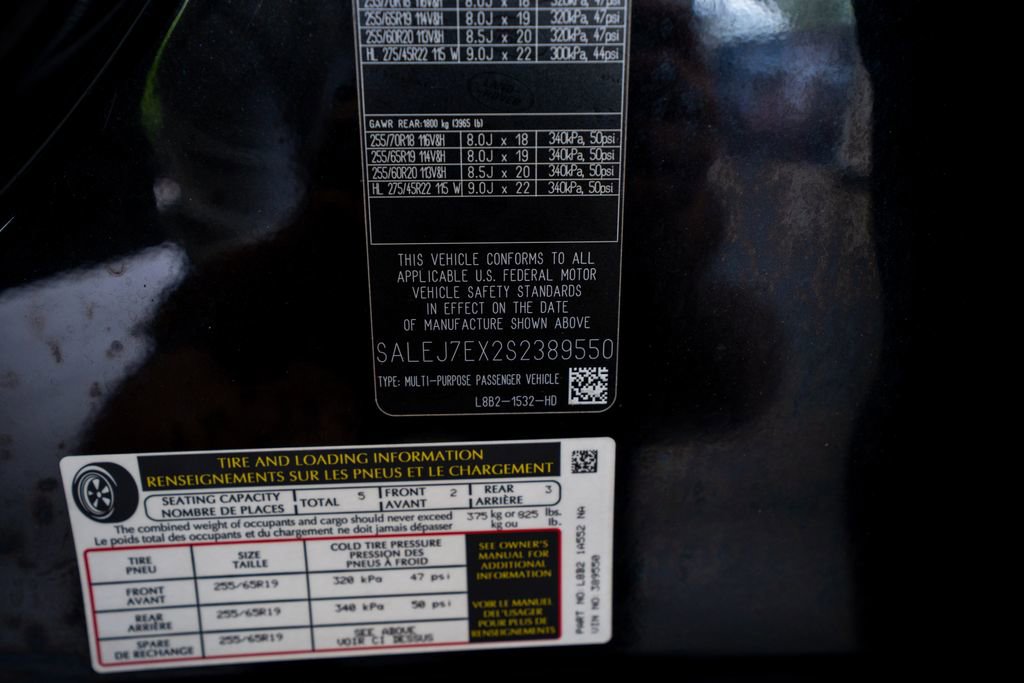 255/70R18 116V&H 8.0J x 18 320kPa, 47psi
255/65R19 114V&H 8.0J x 19 320kPa, 47psi
255/60R20 113V&H 8.5J x 20 320kPa, 47psi
HL 275/45R22 115 W 9.0J x 22 300kPa, 44psi
LAND
ROVER
GAWR REAR:1800 kg (3965 lb)
255/70R18 116V&H 8.0J x 18 340kPa, 50psi
255/65R19 114V&H 8.0J x 19 340kPa, 50psi
255/60R20 113V&H 8.5J x 20 340kPa, 50psi
HL 275/45R22 115 W 9.0J x 22 340kPa, 50psi
THIS VEHICLE CONFORMS TO ALL
APPLICABLE U.S. FEDERAL MOTOR
VEHICLE SAFETY STANDARDS
IN EFFECT ON THE DATE
OF MANUFACTURE SHOWN ABOVE
SALEJ7EX2S2389550
TYPE: MULTI-PURPOSE PASSENGER VEHICLE
L8B2-1532-HD
TIRE AND LOADING INFORMATION
RENSEIGNEMENTS SUR LES PNEUS ET LE CHARGEMENT
SEATING CAPACITY
NOMBRE DE PLACES
TOTAL 5
FRONT
AVANT
2
REAR
ARRIÈRE
3
The combined weight of occupants and cargo should never exceed 375 kg or 825 lbs.
Le poids total des occupants et du chargement ne doit jamais dépasser kg ou lb.
TIRE
PNEU
SIZE
TAILLE
COLD TIRE PRESSURE
PRESSION DES
PNEUS À FROID
FRONT
AVANT
255/65R19
320 kPa 47 psi
REAR
ARRIÈRE
255/65R19
340 kPa 50 psi
SPARE
DE RECHANGE
255/65R19
SEE ABOVE
VOIR CI DESSUS
SEE OWNER'S
MANUAL FOR
ADDITIONAL
INFORMATION
VOIR LE MANUEL
DE L'USAGER
POUR PLUS DE
RENSEIGNEMENTS
PART NO L8B2 1A552 NA
VIN NO 389550